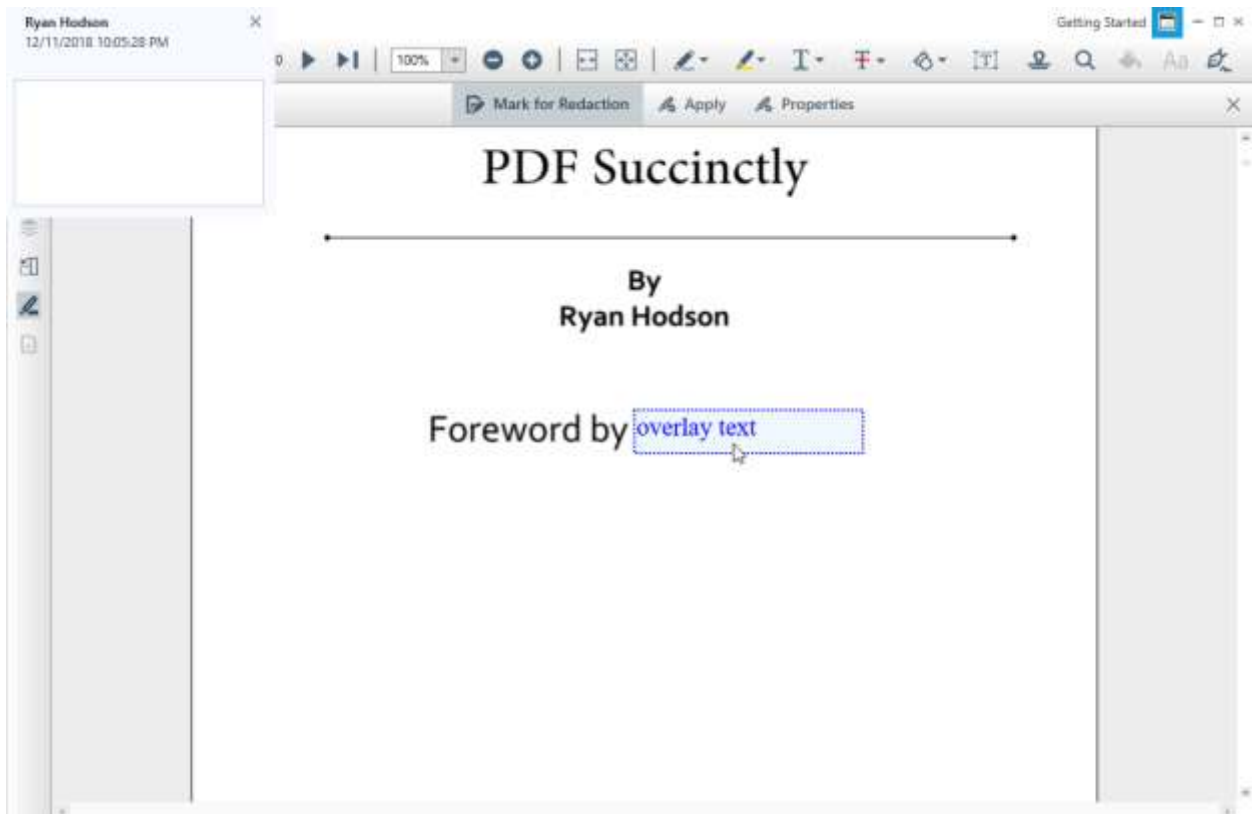 Ryan Hodson
12/11/2018 10:05:28 PM
Getting Started
100%
Mark for Redaction Apply Properties
PDF Succinctly
By
Ryan Hodson
Foreword by overlay text